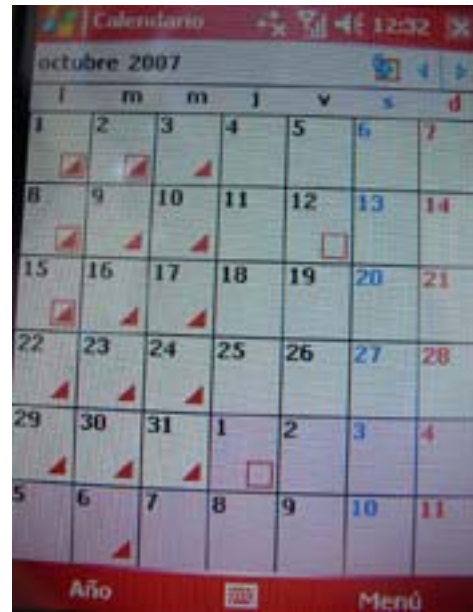 Calendario 12:32
octubre 2007
l m m j v s d
1 2 3 4 5 6 7
8 9 10 11 12 13 14
15 16 17 18 19 20 21
22 23 24 25 26 27 28
29 30 31 1 2 3 4
5 6 7 8 9 10 11
Año Menú